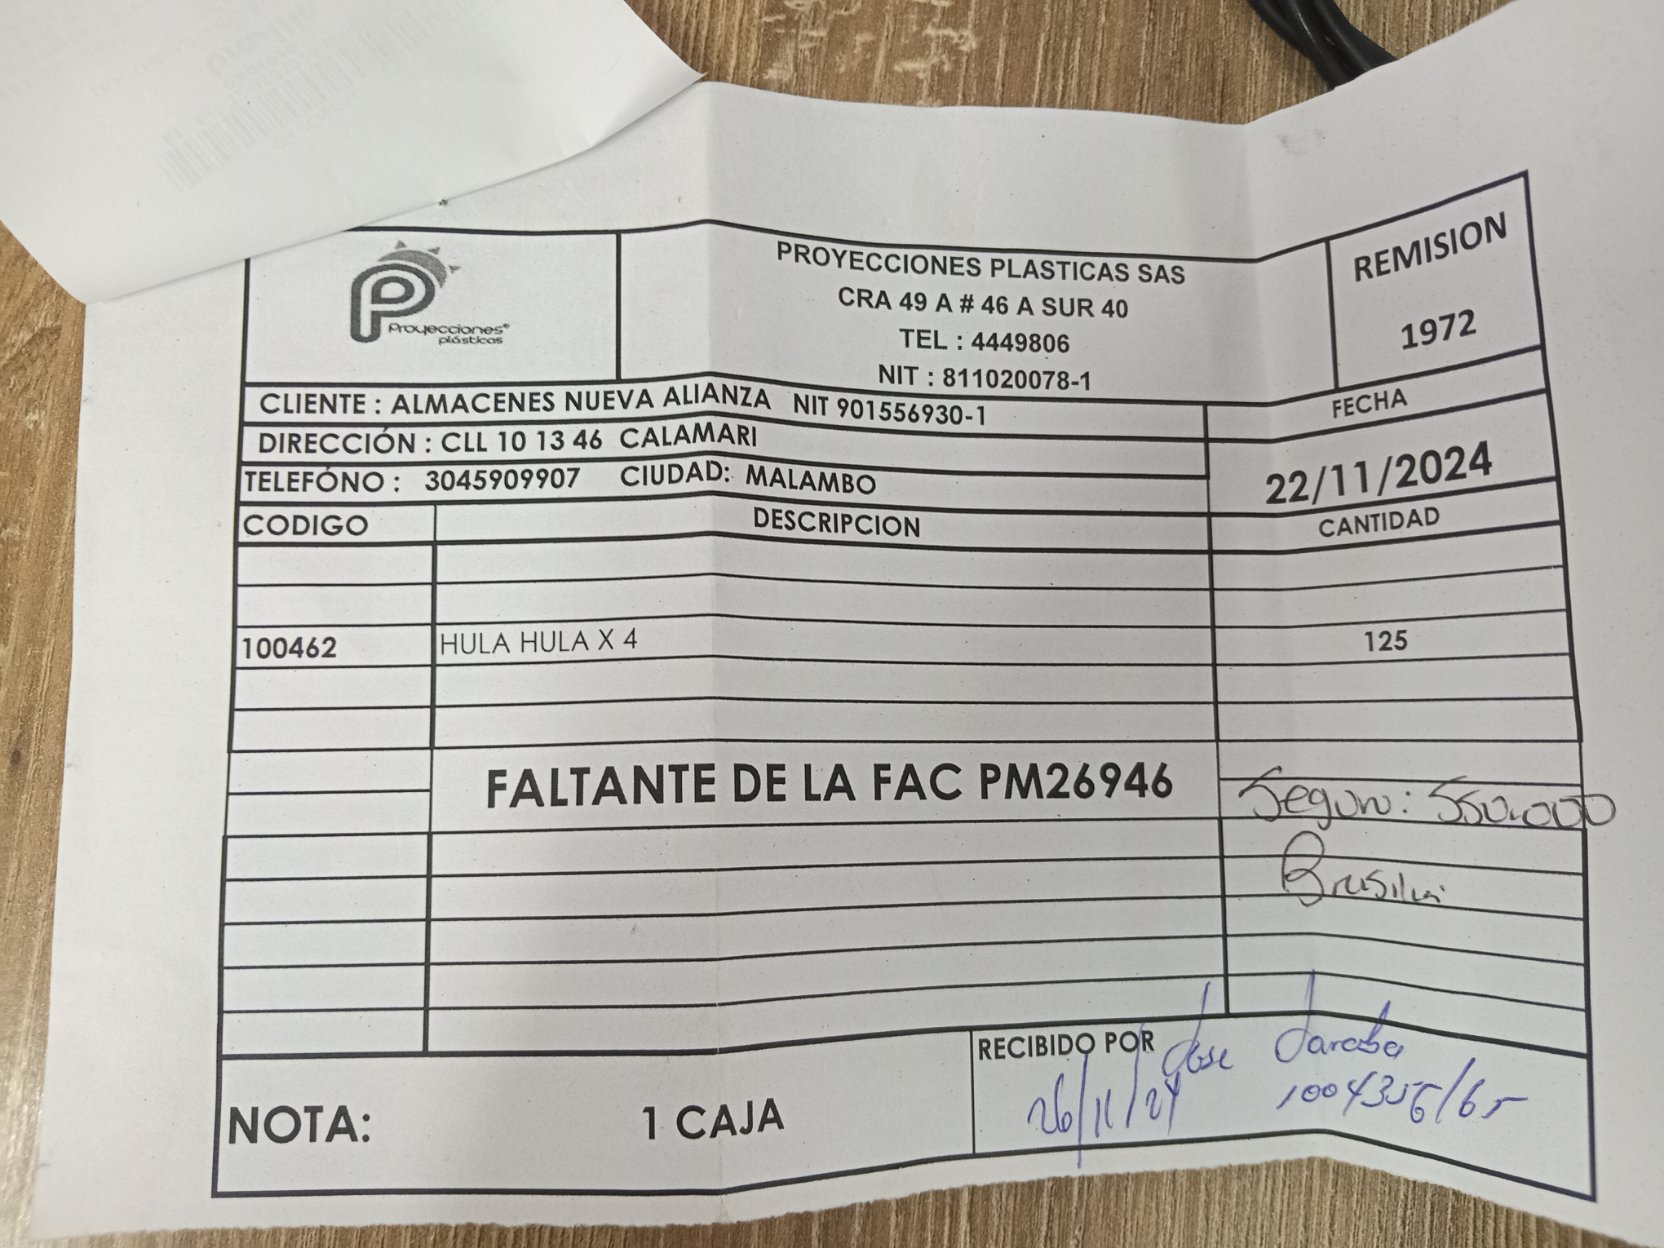 Proyecciones®
plásticas
PROYECCIONES PLASTICAS SAS
CRA 49 A # 46 A SUR 40
TEL : 4449806
NIT : 811020078-1
REMISION
1972
CLIENTE : ALMACENES NUEVA ALIANZA NIT 901556930-1
DIRECCIÓN : CLL 10 13 46 CALAMARI
TELEFÓNO : 3045909907 CIUDAD: MALAMBO
FECHA
22/11/2024
CODIGO DESCRIPCION CANTIDAD
100462 HULA HULA X 4 125
FALTANTE DE LA FAC PM26946
Seguro: 550.000
RECIBIDO POR Jose
26/11/24
NOTA: 1 CAJA